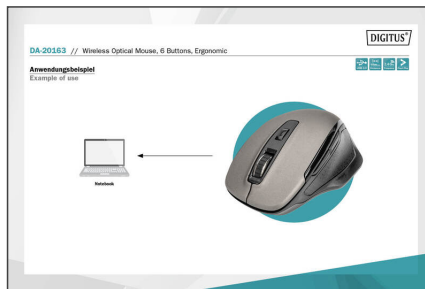 DIGITUS®
DA-20163 // Wireless Optical Mouse, 6 Buttons, Ergonomic
Anwendungsbeispiel
Example of use
Notebook